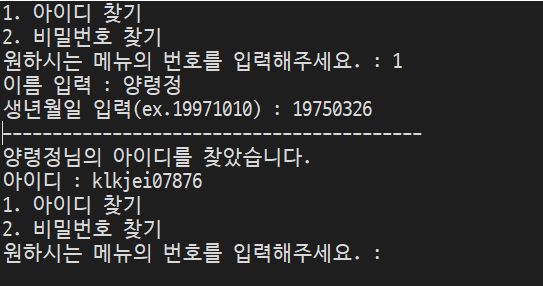 1. 아이디 찾기
2. 비밀번호 찾기
원하시는 메뉴의 번호를 입력해주세요. : 1
이름 입력 : 양령정
생년월일 입력(ex.19971010) : 19750326
------------------------------------------
양령정님의 아이디를 찾았습니다.
아이디 : klkjei07876
1. 아이디 찾기
2. 비밀번호 찾기
원하시는 메뉴의 번호를 입력해주세요. :